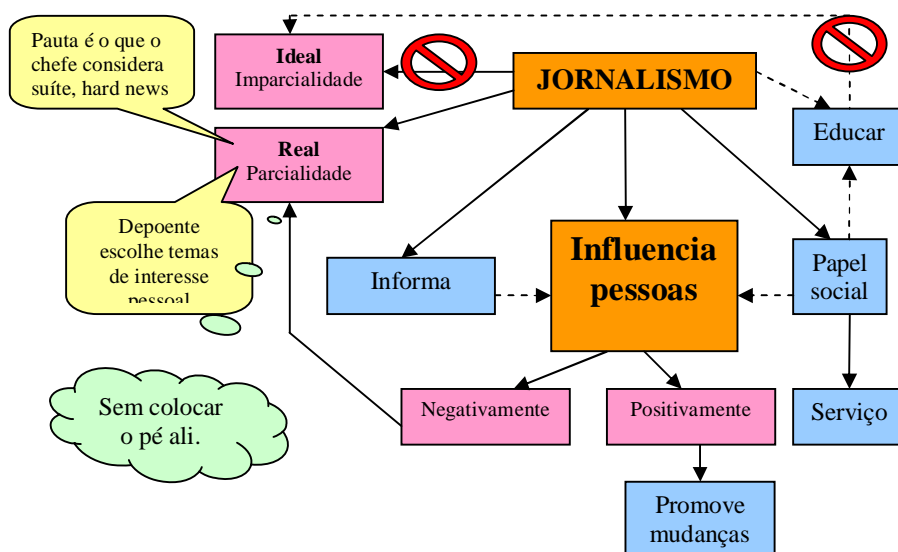 Pauta é o que o
chefe considera
suíte, hard news
Ideal
Imparcialidade
JORNALISMO
Educar
Real
Parcialidade
Depoente
escolhe temas
de interesse
pessoal
Informa
Influencia
pessoas
Papel
social
Sem colocar
o pé ali.
Negativamente
Positivamente
Serviço
Promove
mudanças